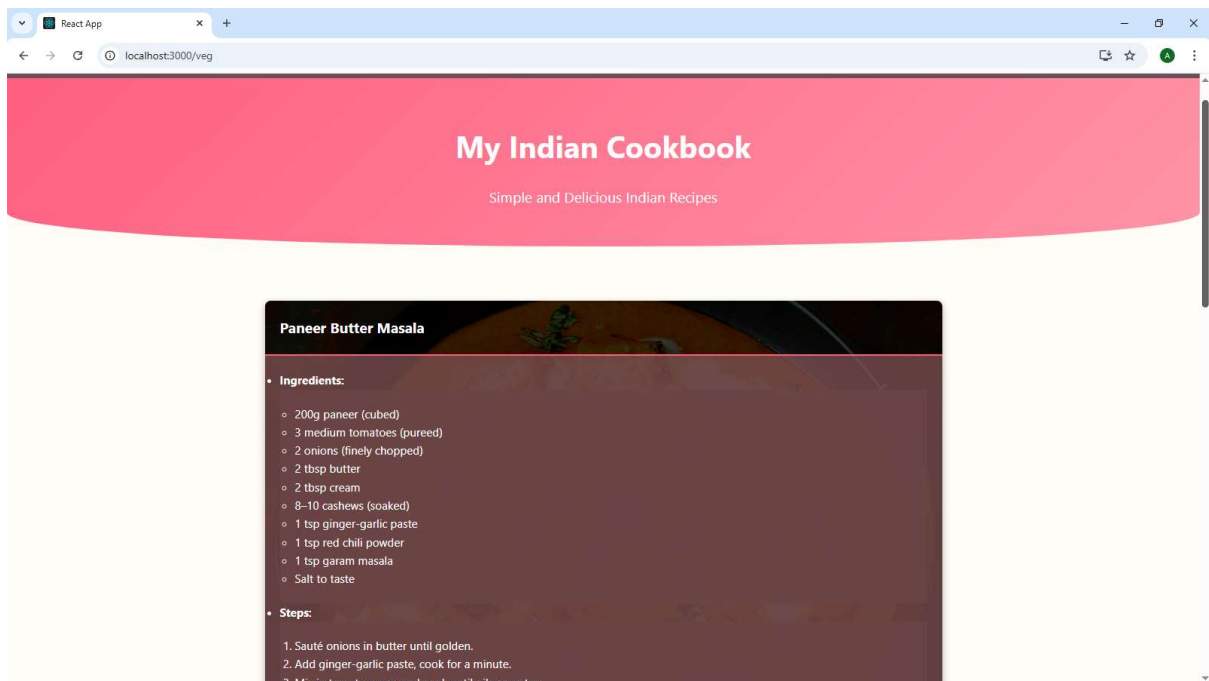 React App
localhost:3000/veg
A
My Indian Cookbook
Simple and Delicious Indian Recipes
Paneer Butter Masala
Ingredients:
200g paneer (cubed)
3 medium tomatoes (pureed)
2 onions (finely chopped)
2 tbsp butter
2 tbsp cream
8–10 cashews (soaked)
1 tsp ginger-garlic paste
1 tsp red chili powder
1 tsp garam masala
Salt to taste
Steps:
1. Sauté onions in butter until golden.
2. Add ginger-garlic paste, cook for a minute.